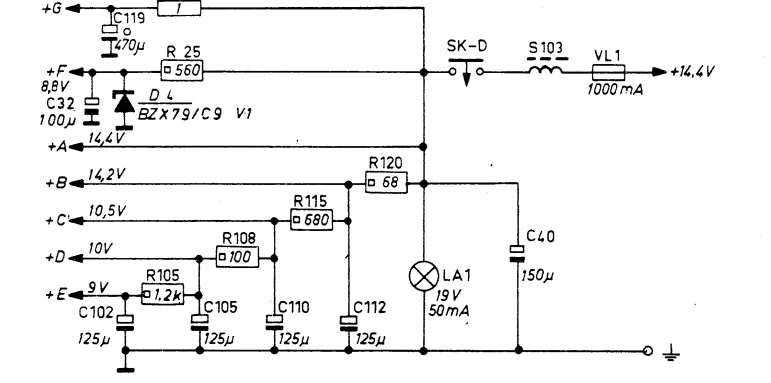 +G
1
C119
470µ
R 25
SK-D
S103
VL1
+F
560
+14,4V
8,8V
1000mA
C32
D 4
100µ
BZX79/C9 V1
14,4V
+A
R120
+B
14,2V
68
R115
+C
10,5V
680
R108
C40
+D
10V
100
150µ
R105
LA1
+E
9V
1,2k
19V
50mA
C102
C105
C110
C112
125µ
125µ
125µ
125µ